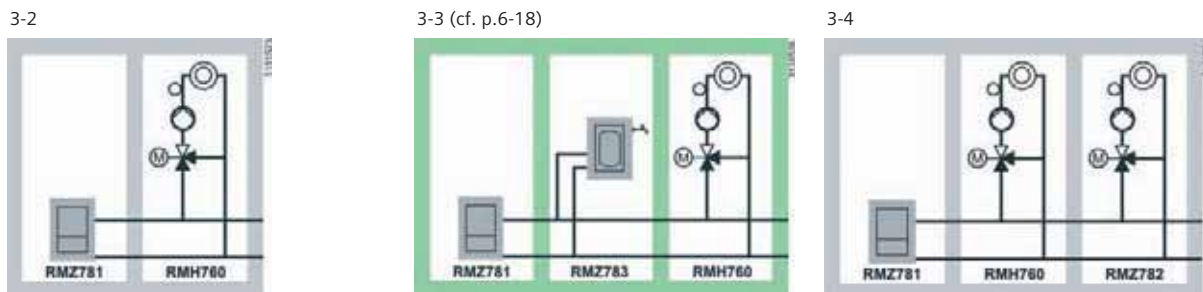 3-2
3-3 (cf. p.6-18)
3-4
M
RMZ781
RMH760
M
RMZ781
RMZ783
RMH760
M
M
RMZ781
RMH760
RMZ782